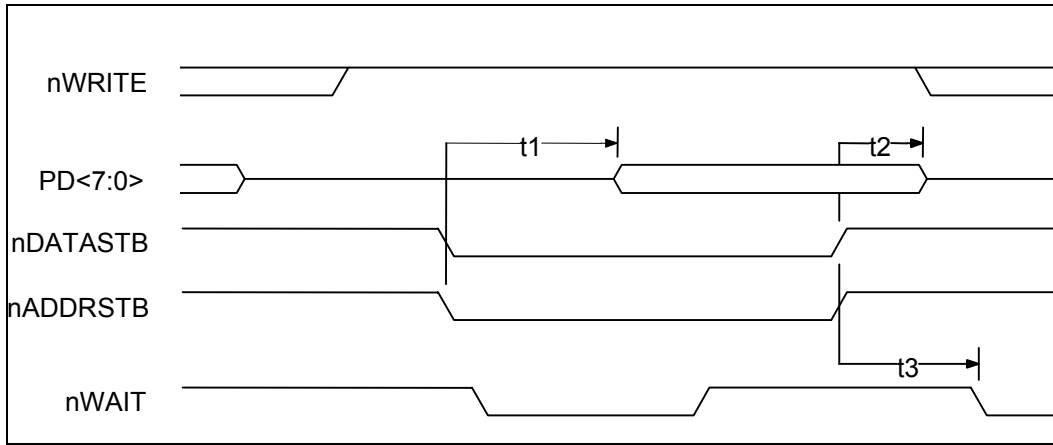 nWRITE
t1
t2
PD<7:0>
nDATASTB
nADDRSTB
t3
nWAIT